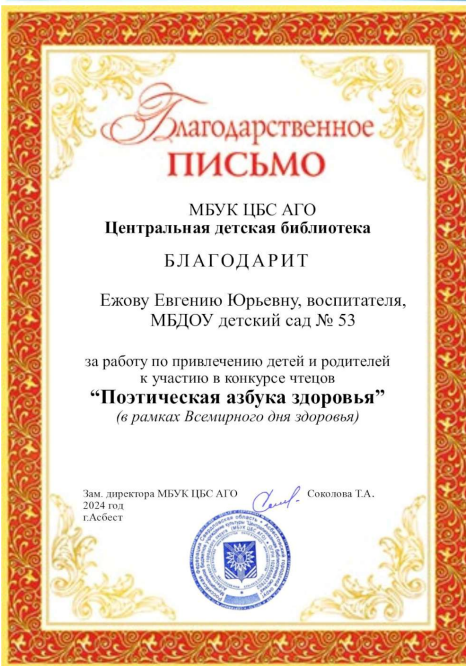 Благодарственное
ПИСЬМО
МБУК ЦБС АГО
Центральная детская библиотека
БЛАГОДАРИТ
Ежову Евгению Юрьевну, воспитателя,
МБДОУ детский сад № 53
за работу по привлечению детей и родителей
к участию в конкурсе чтецов
“Поэтическая азбука здоровья”
(в рамках Всемирного дня здоровья)
Зам. директора МБУК ЦБС АГО Соколова Т.А.
2024 год
г.Асбест